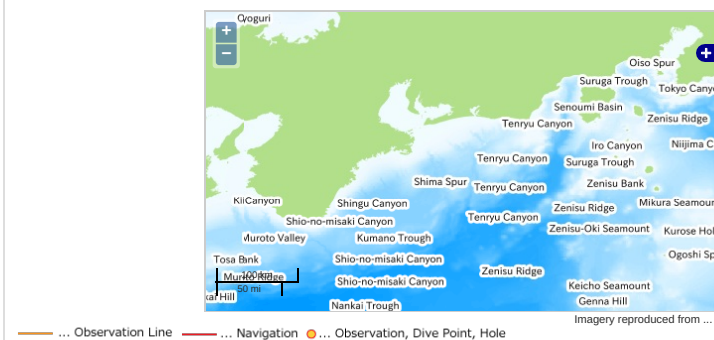 Oyoguri
+
−
+
Oiso Spur
Suruga Trough
Tokyo Cany
Senoumi Basin
Tenryu Canyon
Zenisu Ridge
Iro Canyon
Niijima C
Tenryu Canyon
Suruga Trough
Shima Spur
Tenryu Canyon
Zenisu Bank
KiiCanyon
Shingu Canyon
Zenisu Ridge
Mikura Seamour
Shio-no-misaki Canyon
Tenryu Canyon
Zenisu-Oki Seamount
Kurose Hol
Muroto Valley
Kumano Trough
Ogoshi Sp
Tosa Bank
Shio-no-misaki Canyon
Zenisu Ridge
Muroto Ridge
100 km
Shio-no-misaki Canyon
Keicho Seamount
50 mi
Hill
Nankai Trough
Genna Hill
Imagery reproduced from ...
... Observation Line ... Navigation ... Observation, Dive Point, Hole